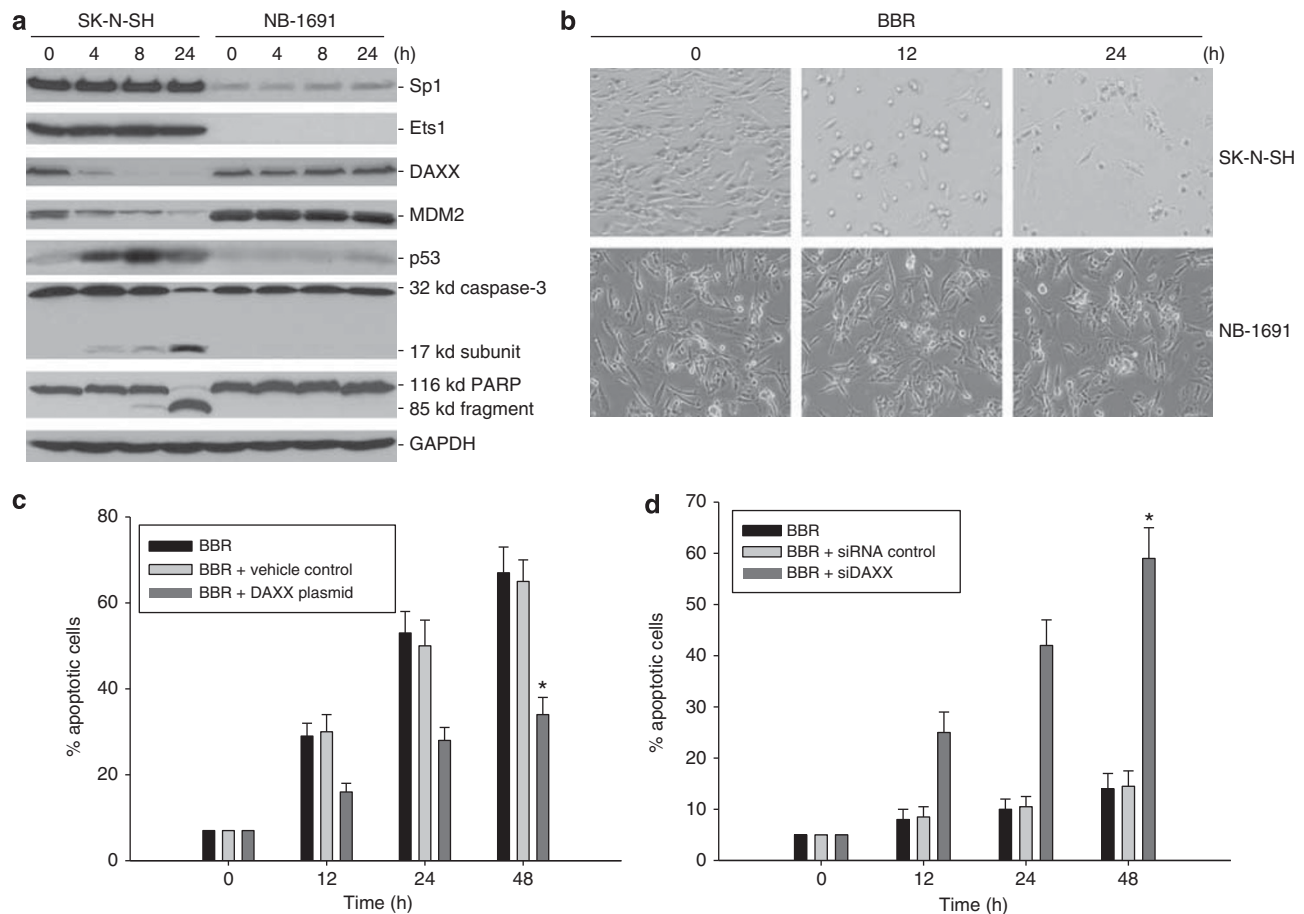 a
SK-N-SH NB-1691
0 4 8 24 0 4 8 24 (h)
- Sp1
- Ets1
- DAXX
- MDM2
- p53
- 32 kd caspase-3
- 17 kd subunit
- 116 kd PARP
- 85 kd fragment
- GAPDH
b
BBR
0 12 24 (h)
SK-N-SH
NB-1691
c
80
60
40
20
0
% apoptotic cells
BBR
BBR + vehicle control
BBR + DAXX plasmid
*
0 12 24 48
Time (h)
d
70
60
50
40
30
20
10
0
% apoptotic cells
BBR
BBR + siRNA control
BBR + siDAXX
*
0 12 24 48
Time (h)